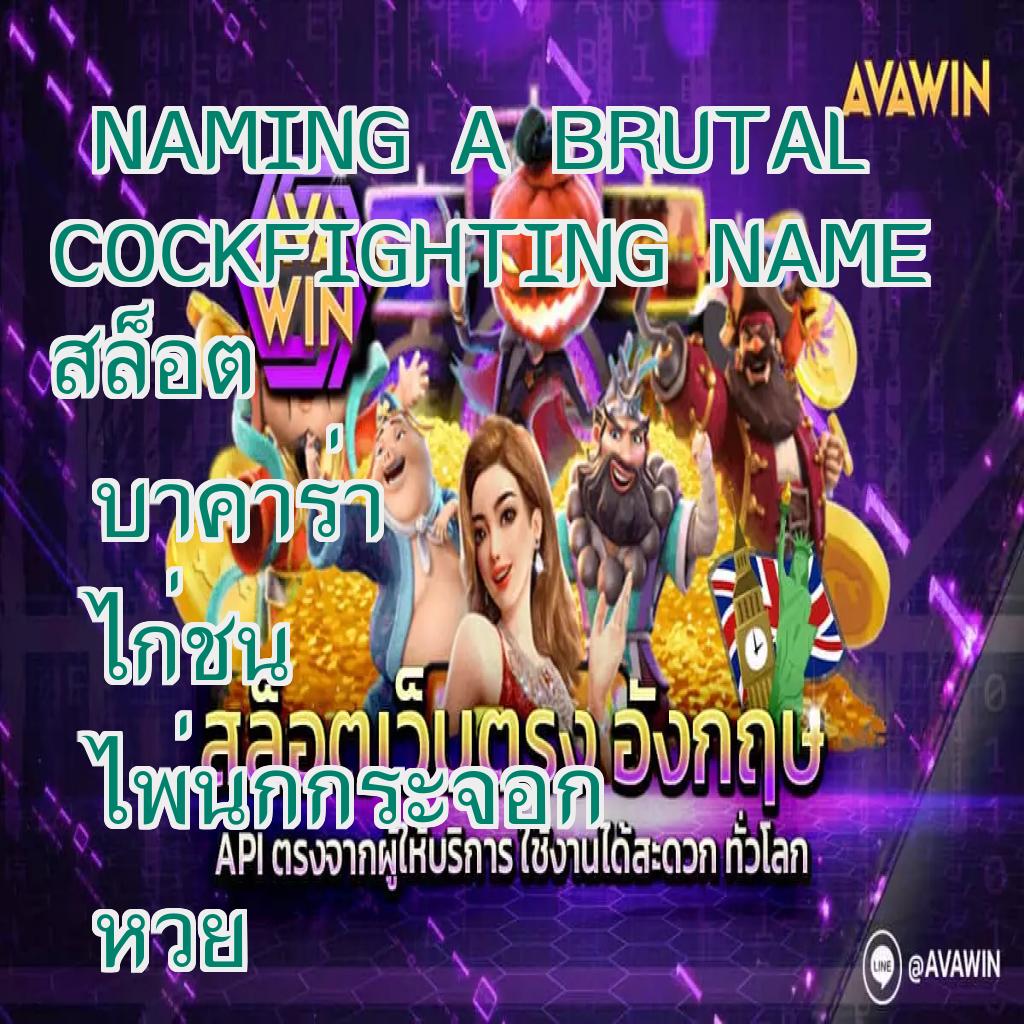 AVAWIN
NAMING A BRUTAL
COCKFIGHTING NAME
AVA
WIN
สล็อต
บาคาร่า
ไก่ชน
ไพ่นกกระจอก
หวย
สล็อตเว็บตรง อังกฤษ
API ตรงจากผู้ให้บริการ ใช้งานได้สะดวก ทั่วโลก
LINE @AVAWIN